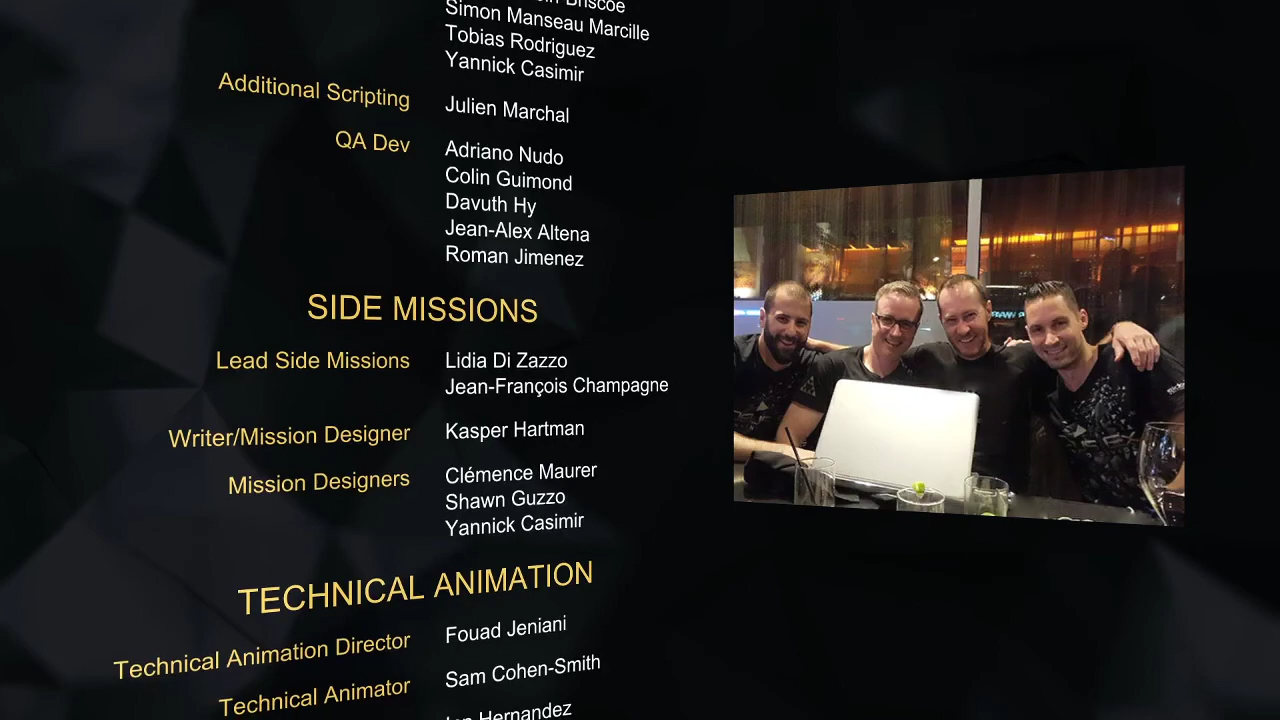 Briscoe
Simon Manseau Marcille
Tobias Rodriguez
Yannick Casimir
Additional Scripting Julien Marchal
QA Dev Adriano Nudo
Colin Guimond
Davuth Hy
Jean-Alex Altena
Roman Jimenez
SIDE MISSIONS
Lead Side Missions Lidia Di Zazzo
Jean-François Champagne
Writer/Mission Designer Kasper Hartman
Mission Designers Clémence Maurer
Shawn Guzzo
Yannick Casimir
TECHNICAL ANIMATION
Technical Animation Director Fouad Jeniani
Technical Animator Sam Cohen-Smith
Hernandez